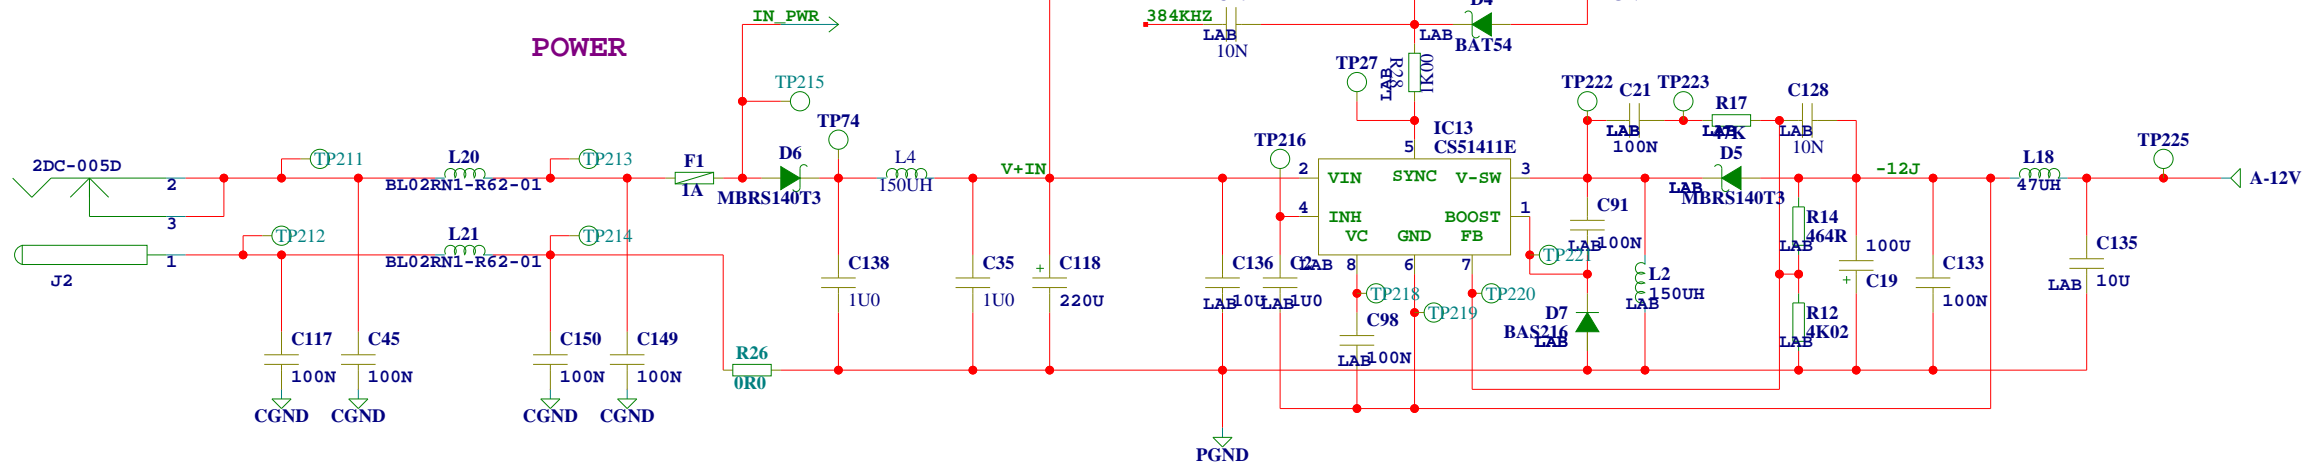 IN_PWR
POWER
384KHZ
LAB
10N
LAB
D4
BAT54
TP215
TP74
TP27
LAB
R28
1K00
TP222
C21
TP223
R17
C128
LAB
100N
LAB
47K
LAB
10N
2DC-005D
2
3
TP211
L20
BL02RN1-R62-01
TP213
F1
1A
D6
MBRS140T3
L4
150UH
V+IN
TP216
IC13
CS51411E
5
2
VIN
SYNC
V-SW
3
4
INH
BOOST
1
VC
GND
FB
8
6
7
D5
LAB
MBRS140T3
-12J
L18
47UH
TP225
A-12V
J2
1
TP212
L21
BL02RN1-R62-01
TP214
C138
1U0
C35
1U0
+
C118
220U
C136
LAB
10U
C2
LAB
LAB
1U0
TP218
TP219
TP220
TP221
C91
LAB
100N
L2
150UH
LAB
R14
464R
LAB
100U
+
C19
C133
100N
C135
LAB
10U
C98
LAB
100N
D7
BAS216
LAB
R12
4K02
LAB
C117
100N
C45
100N
C150
100N
C149
100N
R26
0R0
CGND
CGND
CGND
CGND
PGND